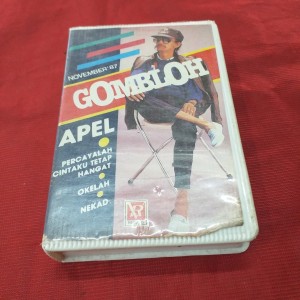 NOVEMBER '87
GOMBLOH
APEL
PERCAYALAH
CINTAKU TETAP
HANGAT
OKELAH
NEKAD